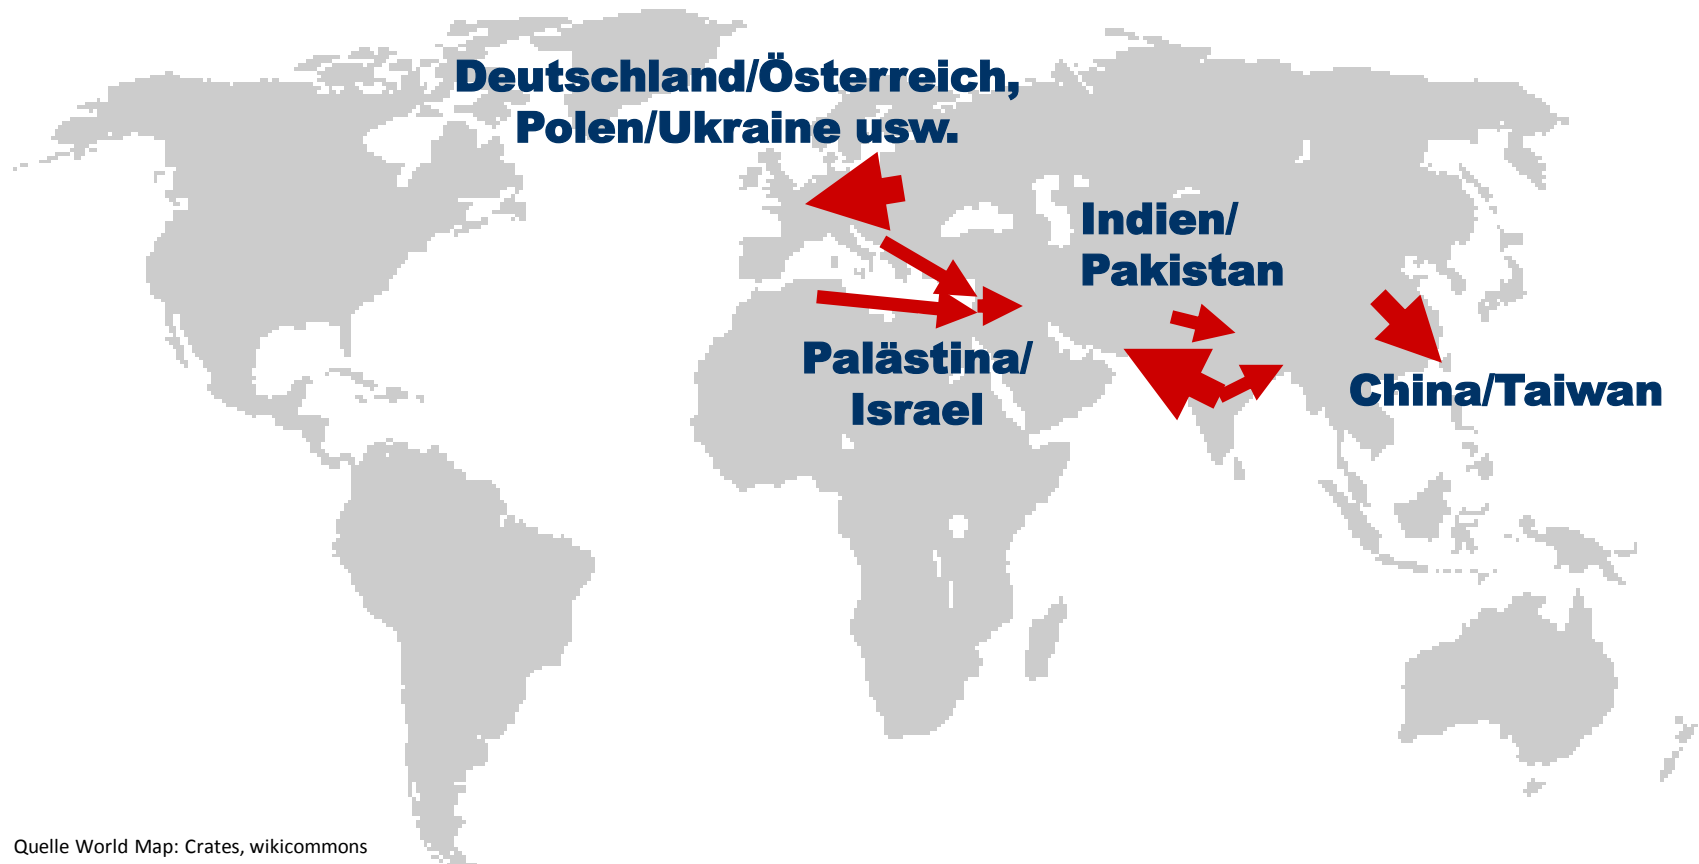 Deutschland/Österreich,
Polen/Ukraine usw.
Indien/
Pakistan
Palästina/
Israel
China/Taiwan
Quelle World Map: Crates, wikicommons